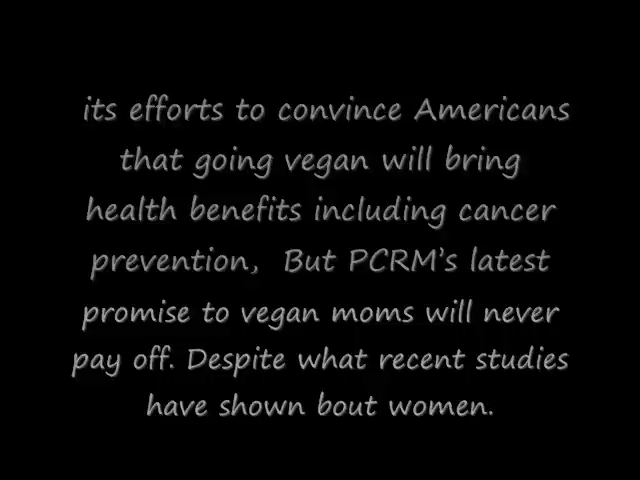 its efforts to convince Americans
that going vegan will bring
health benefits including cancer
prevention, But PCRM's latest
promise to vegan moms will never
pay off. Despite what recent studies
have shown bout women.